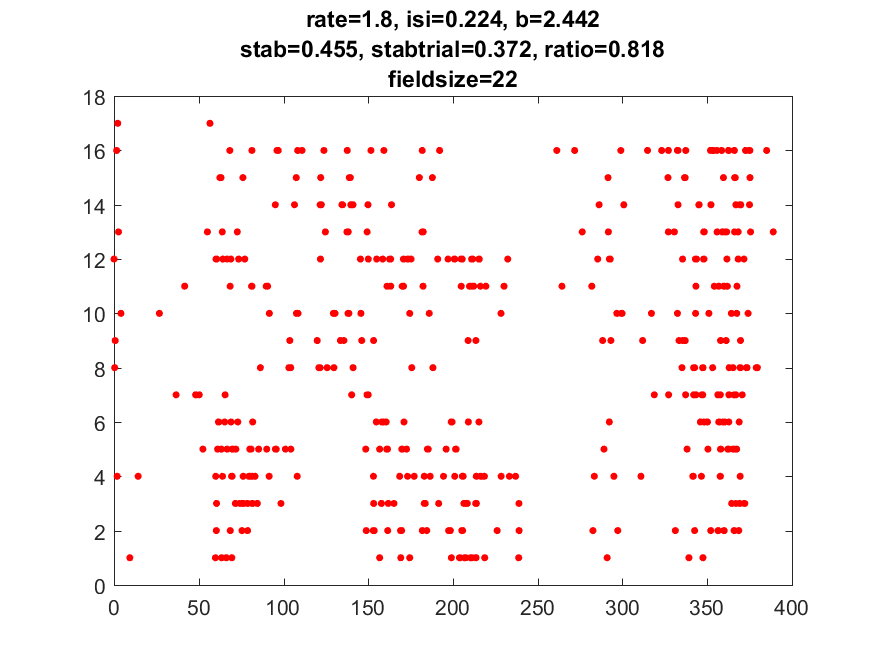 rate=1.8, isi=0.224, b=2.442
stab=0.455, stabtrial=0.372, ratio=0.818
fieldsize=22
18
16
14
12
10
8
6
4
2
0
0 50 100 150 200 250 300 350 400